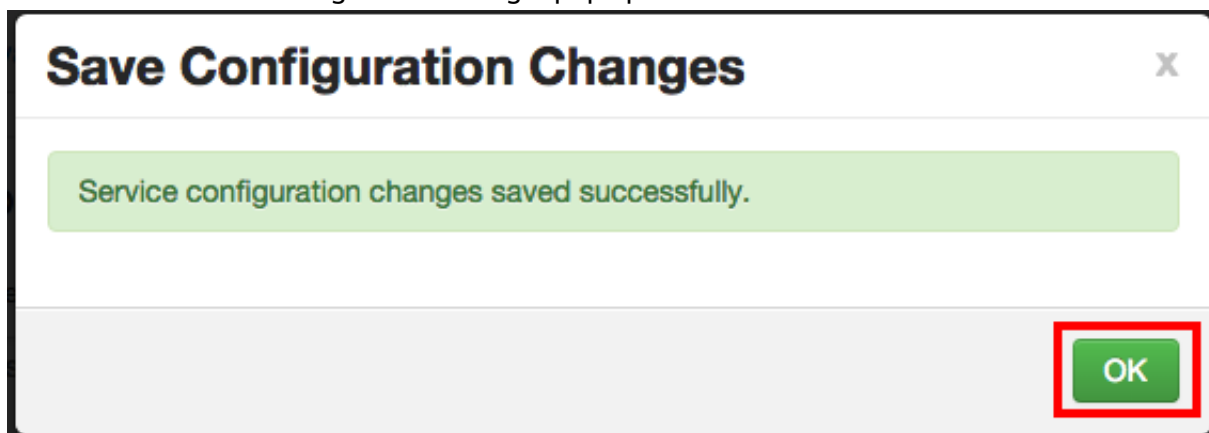 Save Configuration Changes
x
Service configuration changes saved successfully.
OK